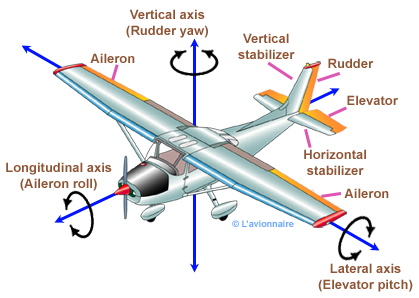 Vertical axis
(Rudder yaw)
Aileron
Vertical
stabilizer
Rudder
Elevator
Horizontal
stabilizer
Longitudinal axis
(Aileron roll)
Aileron
© L'avionnaire
Lateral axis
(Elevator pitch)